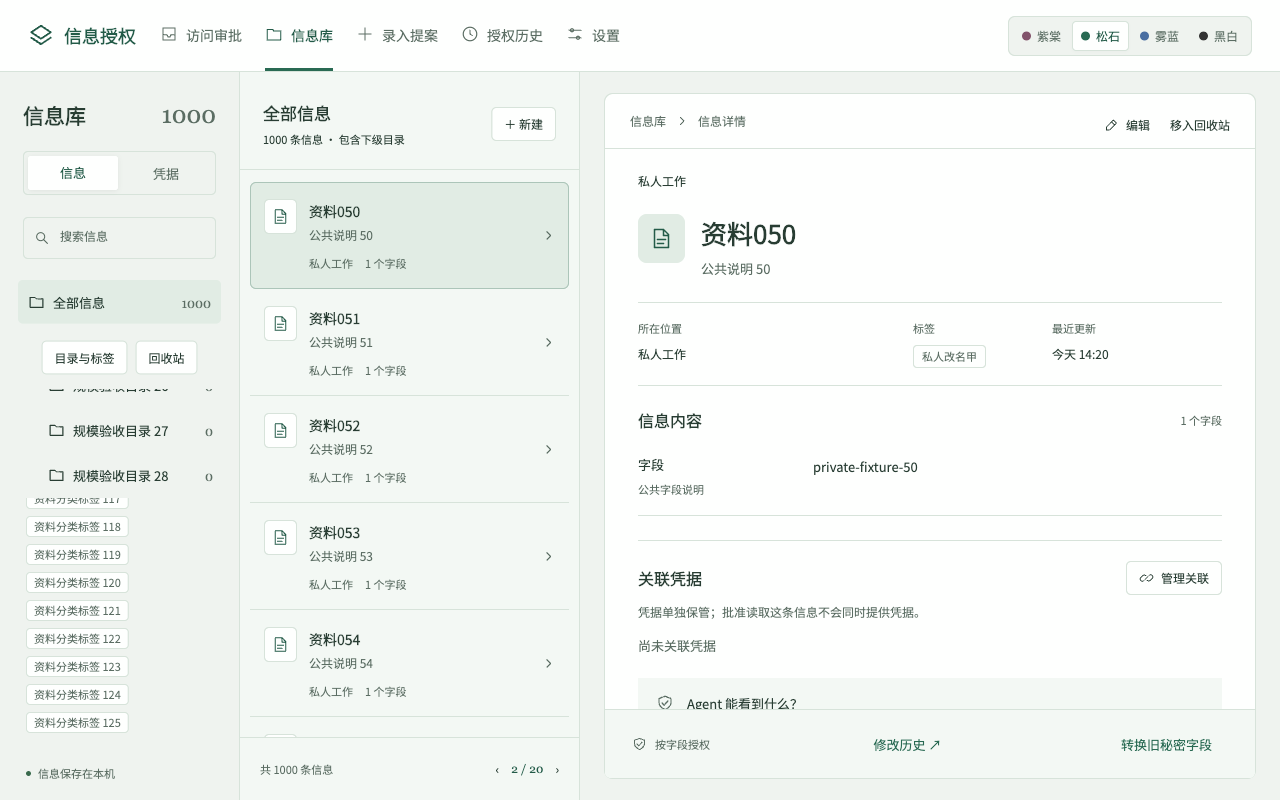 信息授权
访问审批
信息库
录入提案
授权历史
设置
紫棠
松石
雾蓝
黑白
信息库
1000
信息
凭据
搜索信息
全部信息
1000
目录与标签
回收站
规模验收目录 26
0
规模验收目录 27
0
规模验收目录 28
0
资料分类标签 117
资料分类标签 118
资料分类标签 119
资料分类标签 120
资料分类标签 121
资料分类标签 122
资料分类标签 123
资料分类标签 124
资料分类标签 125
信息保存在本机
全部信息
1000 条信息 · 包含下级目录
新建
资料050
公共说明 50
私人工作 1 个字段
资料051
公共说明 51
私人工作 1 个字段
资料052
公共说明 52
私人工作 1 个字段
资料053
公共说明 53
私人工作 1 个字段
资料054
公共说明 54
私人工作 1 个字段
共 1000 条信息
‹ 2 / 20 ›
信息库 > 信息详情
编辑
移入回收站
私人工作
资料050
公共说明 50
所在位置
私人工作
标签
私人改名甲
最近更新
今天 14:20
信息内容
1 个字段
字段
公共字段说明
private-fixture-50
关联凭据
管理关联
凭据单独保管；批准读取这条信息不会同时提供凭据。
尚未关联凭据
Agent 能看到什么？
按字段授权
修改历史 ↗
转换旧秘密字段